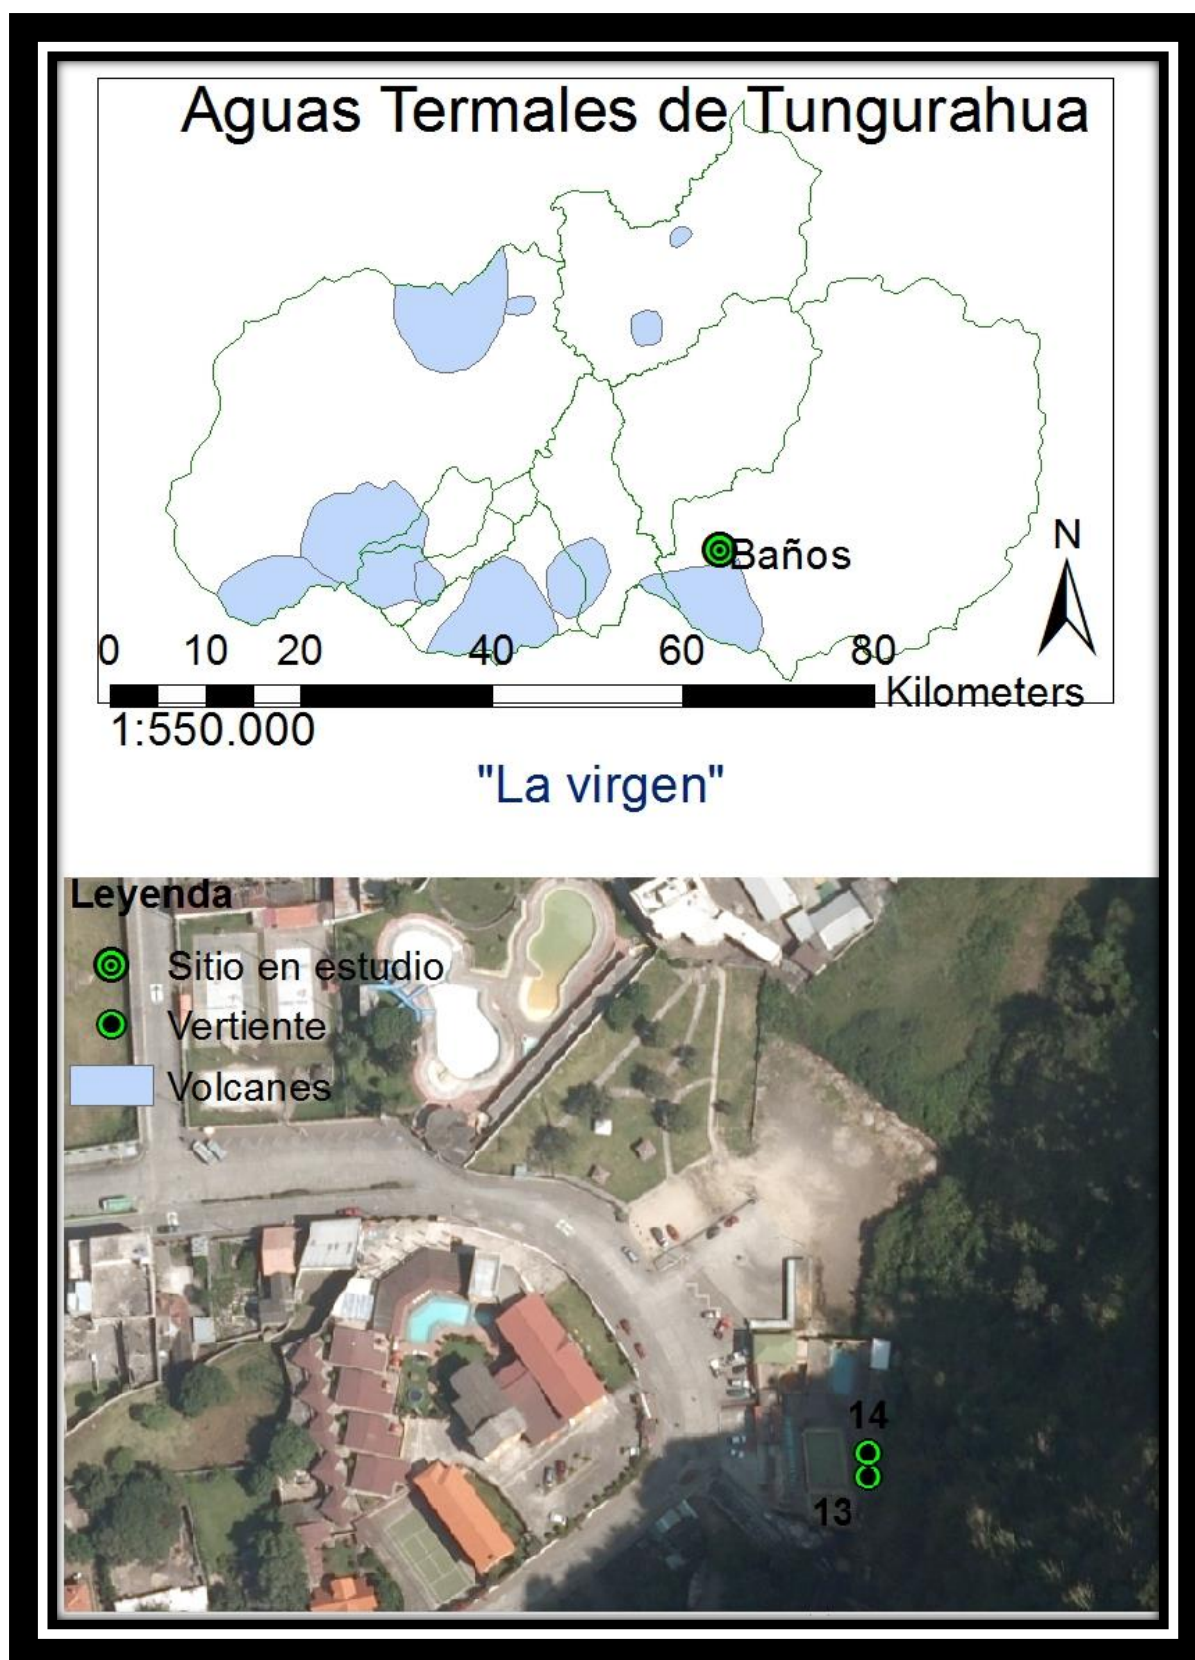 Aguas Termales de Tungurahua
Baños
N
0 10 20 40 60 80
Kilometers
1:550.000
"La virgen"
Leyenda
Sitio en estudio
Vertiente
Volcanes
14
13